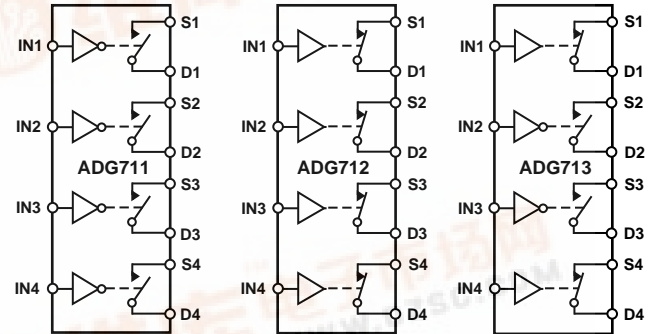 S1 S1 S1
IN1 IN1 IN1
D1 D1 D1
S2 S2 S2
IN2 IN2 IN2
D2 D2 D2
ADG711 ADG712 ADG713
S3 S3 S3
IN3 IN3 IN3
D3 D3 D3
S4 S4 S4
IN4 IN4 IN4
D4 D4 D4